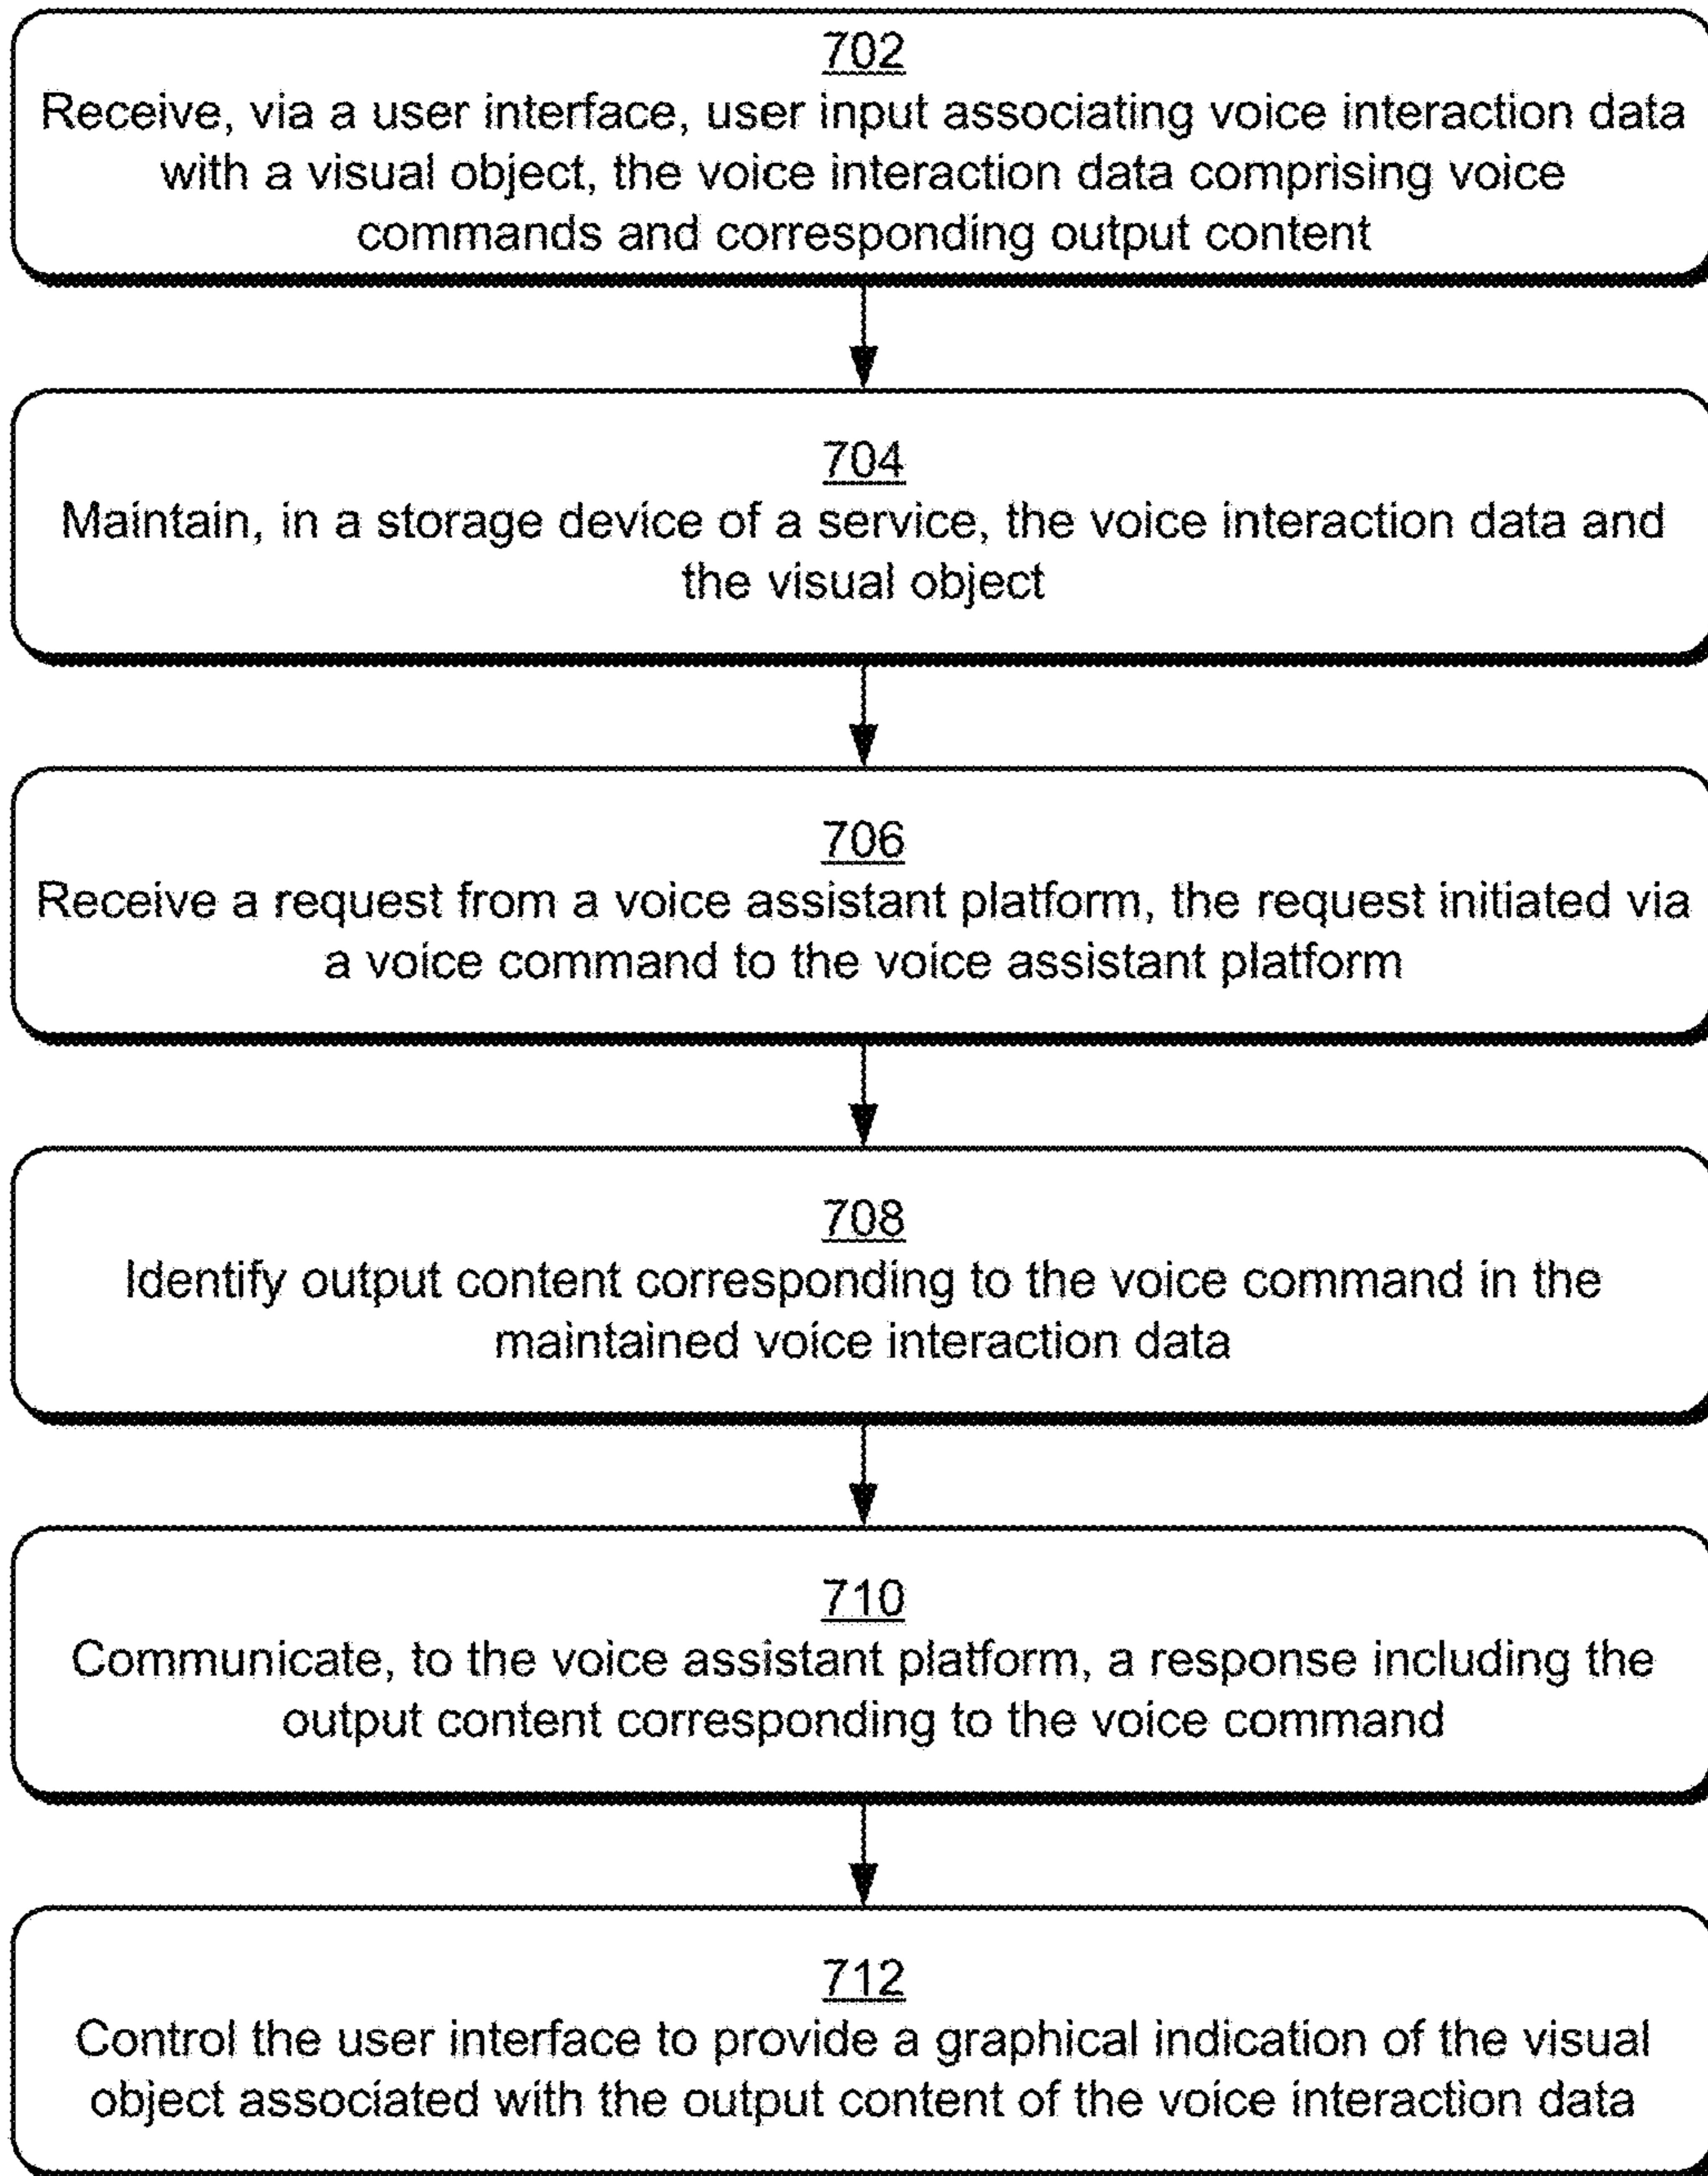 702
Receive, via a user interface, user input associating voice interaction data
with a visual object, the voice interaction data comprising voice
commands and corresponding output content
704
Maintain, in a storage device of a service, the voice interaction data and
the visual object
706
Receive a request from a voice assistant platform, the request initiated via
a voice command to the voice assistant platform
708
Identify output content corresponding to the voice command in the
maintained voice interaction data
710
Communicate, to the voice assistant platform, a response including the
output content corresponding to the voice command
712
Control the user interface to provide a graphical indication of the visual
object associated with the output content of the voice interaction data